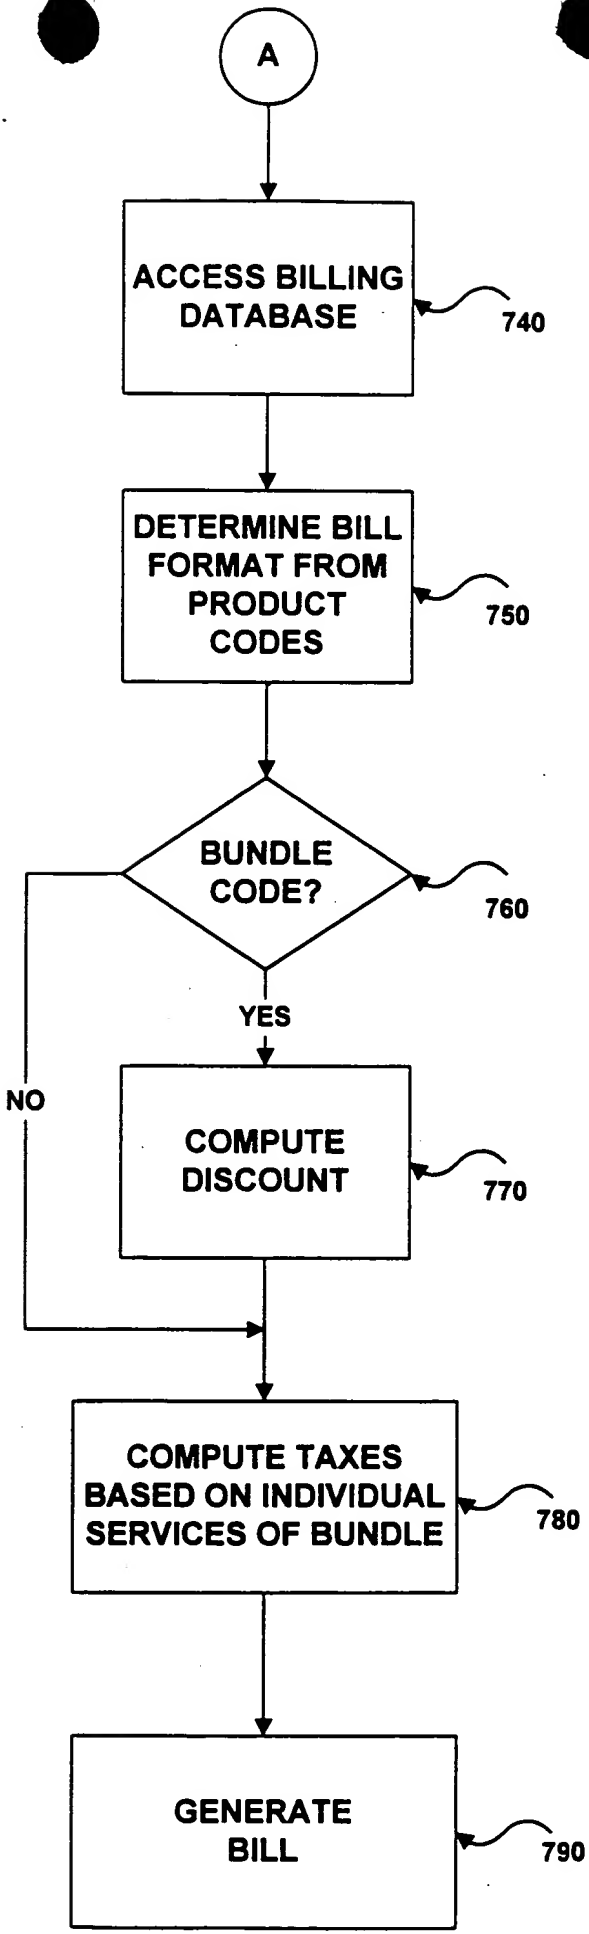 A
ACCESS BILLING
DATABASE
740
DETERMINE BILL
FORMAT FROM
PRODUCT
CODES
750
BUNDLE
CODE?
760
YES
NO
COMPUTE
DISCOUNT
770
COMPUTE TAXES
BASED ON INDIVIDUAL
SERVICES OF BUNDLE
780
GENERATE
BILL
790